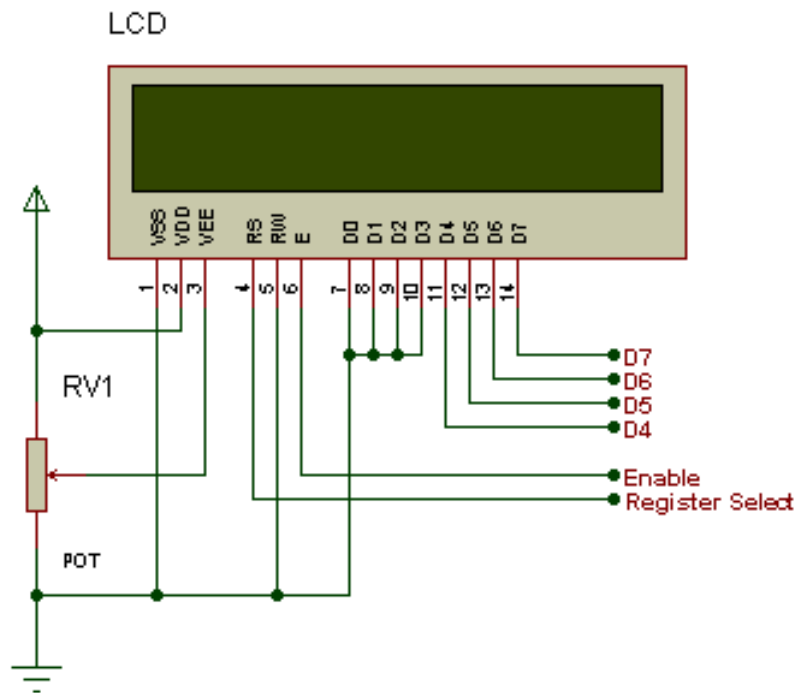 LCD
VSS VDD VEE RS RW E D0 D1 D2 D3 D4 D5 D6 D7
1 2 3 4 5 6 7 8 9 10 11 12 13 14
D7
RV1
D6
D5
D4
Enable
Register Select
POT